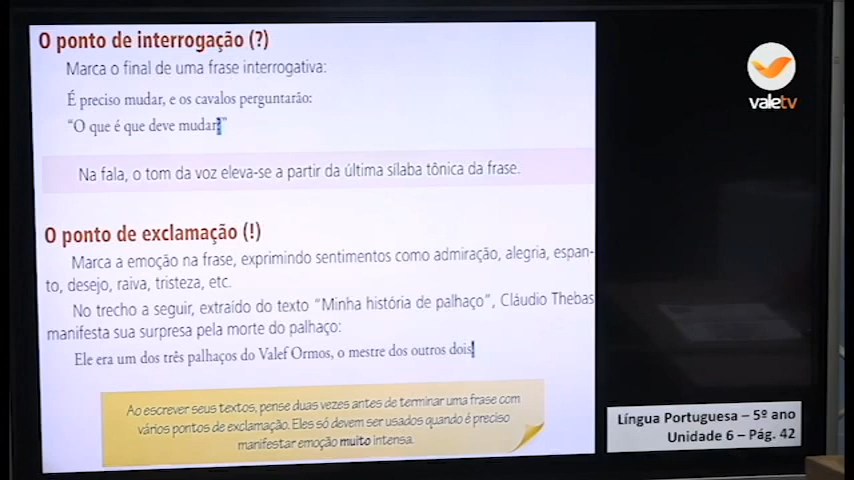 O ponto de interrogação (?)
Marca o final de uma frase interrogativa:
É preciso mudar, e os cavalos perguntarão:
“O que é que deve mudar?”
Na fala, o tom da voz eleva-se a partir da última sílaba tônica da frase.
O ponto de exclamação (!)
Marca a emoção na frase, exprimindo sentimentos como admiração, alegria, espan-
to, desejo, raiva, tristeza, etc.
No trecho a seguir, extraído do texto “Minha história de palhaço”, Cláudio Thebas
manifesta sua surpresa pela morte do palhaço:
Ele era um dos três palhaços do Valef Ormos, o mestre dos outros dois!
Ao escrever seus textos, pense duas vezes antes de terminar uma frase com
vários pontos de exclamação. Eles só devem ser usados quando é preciso
manifestar emoção muito intensa.
valetv
Língua Portuguesa – 5º ano
Unidade 6 – Pág. 42